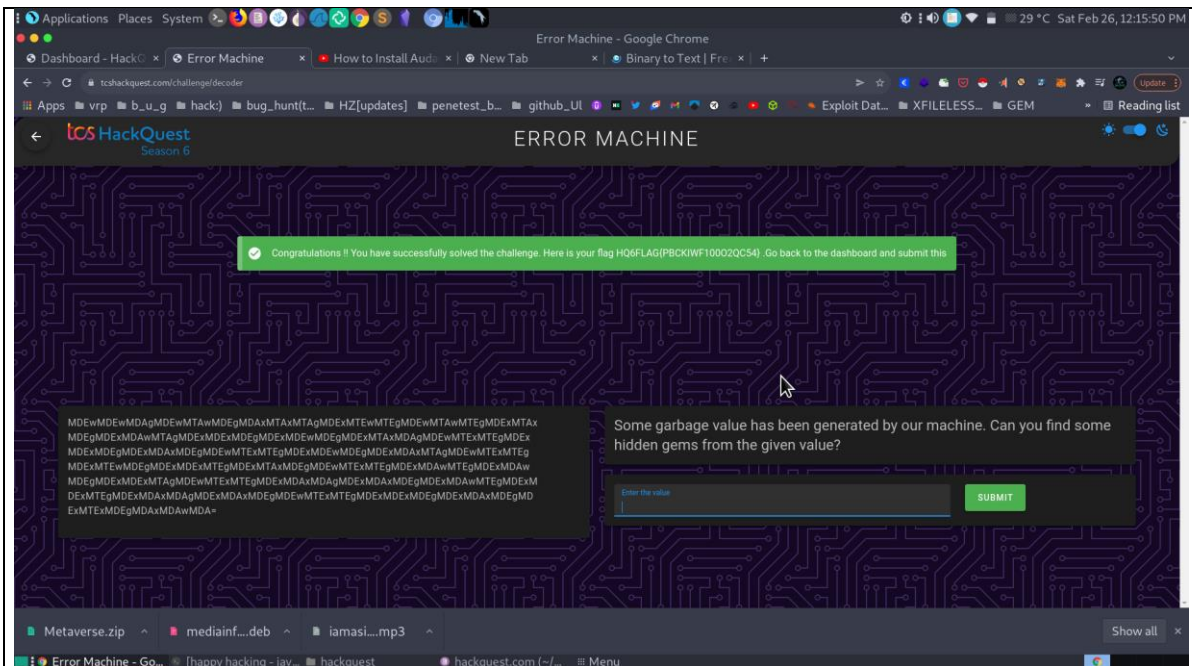 Applications Places System
29 °C Sat Feb 26, 12:15:50 PM
Error Machine - Google Chrome
Dashboard - HackQ
Error Machine
How to Install Auda
New Tab
Binary to Text | Fre
tcshackquest.com/challenge/decoder
Update
Apps vrp b_u_g hack:) bug_hunt(t... HZ[updates] penetest_b... github_Ul Exploit Dat... XFILELESS... GEM » Reading list
tcs HackQuest
Season 6
ERROR MACHINE
Congratulations !! You have successfully solved the challenge. Here is your flag HQ6FLAG{PBCKIWF100O2QC54} .Go back to the dashboard and submit this
MDEwMDEwMDAgMDEwMTAwMDEgMDAxMTAxMTAgMDExMTEwMTEgMDEwMTAwMTEgMDExMTAx
MDEgMDExMDAwMTAgMDExMDExMDEgMDExMDEwMDEgMDExMTAxMDAgMDEwMTExMTEgMDEx
MDExMDEgMDExMDAxMDEgMDEwMTExMTEgMDExMDEwMDEgMDExMDAxMTAgMDEwMTExMTEg
MDExMTEwMDEgMDExMDExMTEgMDExMTAxMDEgMDEwMTExMTEgMDExMDAwMTEgMDExMDAw
MDEgMDExMDExMTAgMDEwMTExMTEgMDExMDAxMDAgMDExMDAxMDEgMDExMDAwMTEgMDExM
DExMTEgMDExMDAxMDAgMDExMDAxMDEgMDEwMTExMTEgMDExMDExMDEgMDExMDAxMDEgMD
ExMTExMDEgMDAxMDAwMDA=
Some garbage value has been generated by our machine. Can you find some
hidden gems from the given value?
Enter the value
SUBMIT
Metaverse.zip
mediainf....deb
iamasi....mp3
Show all
Error Machine - Go...
[happy hacking - jav...
hackquest
hackquest.com (~/...
Menu